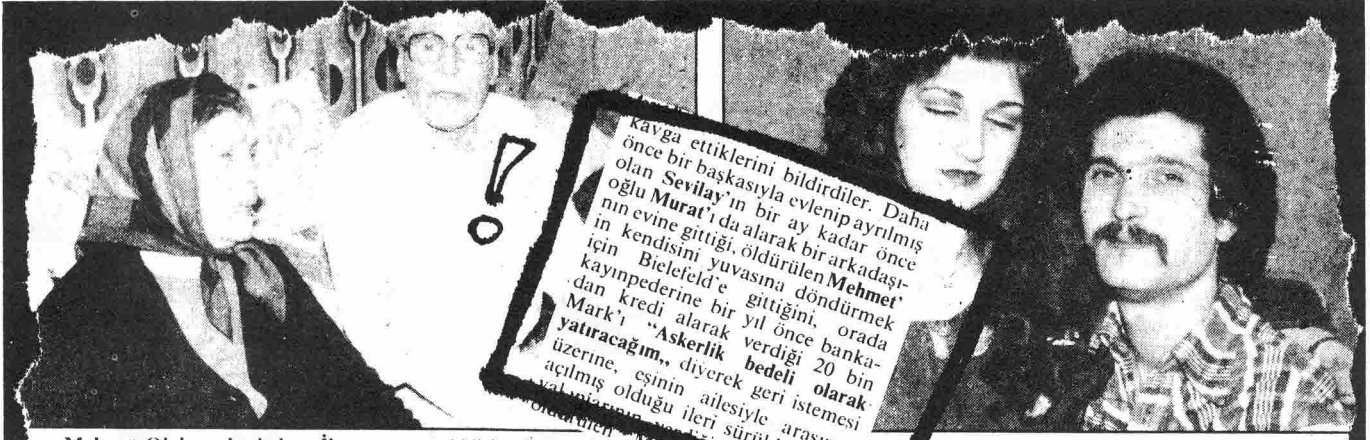 !
kavga ettiklerini bildirdiler. Daha
önce bir başkasıyla evlenip ayrılmış
olan Sevilay'ın bir ay kadar önce
oğlu Murat'ı da alarak bir arkadaşı-
nın evine gittiği, öldürülen Mehmet'
in kendisini yuvasına döndürmek
için Bielefeld'e gittiğini, orada
kayınpederine bir yıl önce banka-
dan kredi alarak verdiği 20 bin
Mark'ı "Askerlik bedeli olarak
yatıracağım,, diyerek geri istemesi
üzerine, eşinin ailesiyle
açılmış olduğu ileri